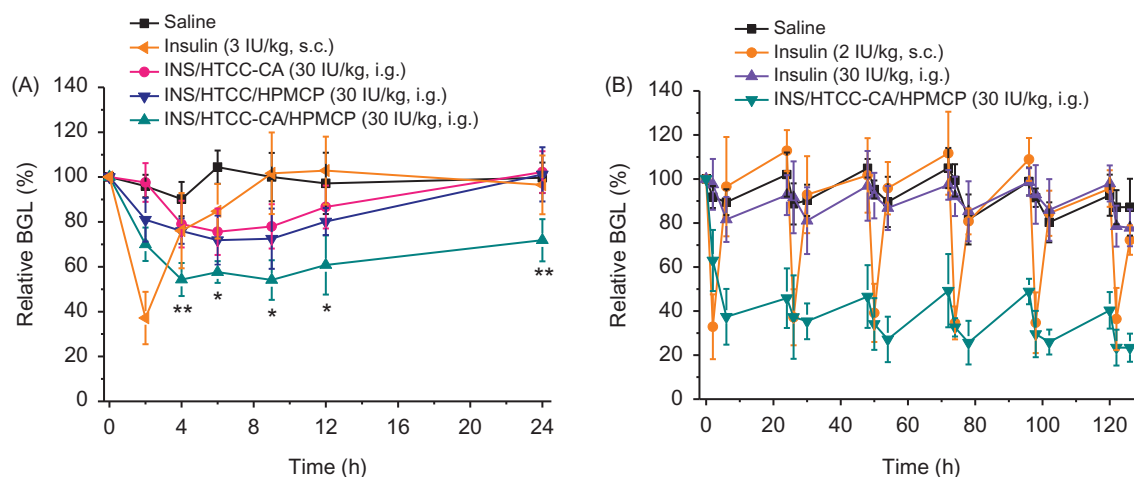 Saline
Insulin (3 IU/kg, s.c.)
INS/HTCC-CA (30 IU/kg, i.g.)
INS/HTCC/HPMCP (30 IU/kg, i.g.)
INS/HTCC-CA/HPMCP (30 IU/kg, i.g.)
(A)
140
120
100
80
60
40
20
0
Relative BGL (%)
**
*
*
*
**
0
4
6
8
12
24
Time (h)
Saline
Insulin (2 IU/kg, s.c.)
Insulin (30 IU/kg, i.g.)
INS/HTCC-CA/HPMCP (30 IU/kg, i.g.)
(B)
140
120
100
80
60
40
20
0
Relative BGL (%)
0
20
40
60
80
100
120
Time (h)